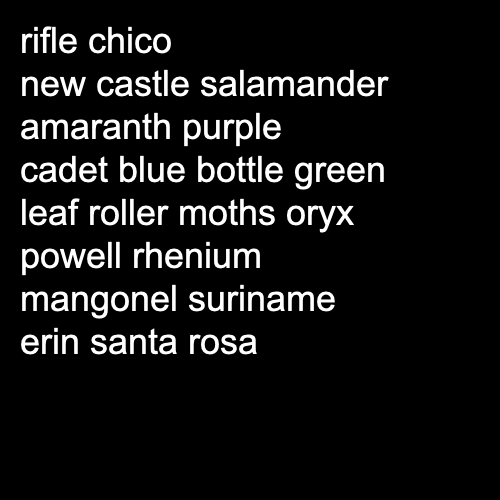 rifle chico
new castle salamander
amaranth purple
cadet blue bottle green
leaf roller moths oryx
powell rhenium
mangonel suriname
erin santa rosa